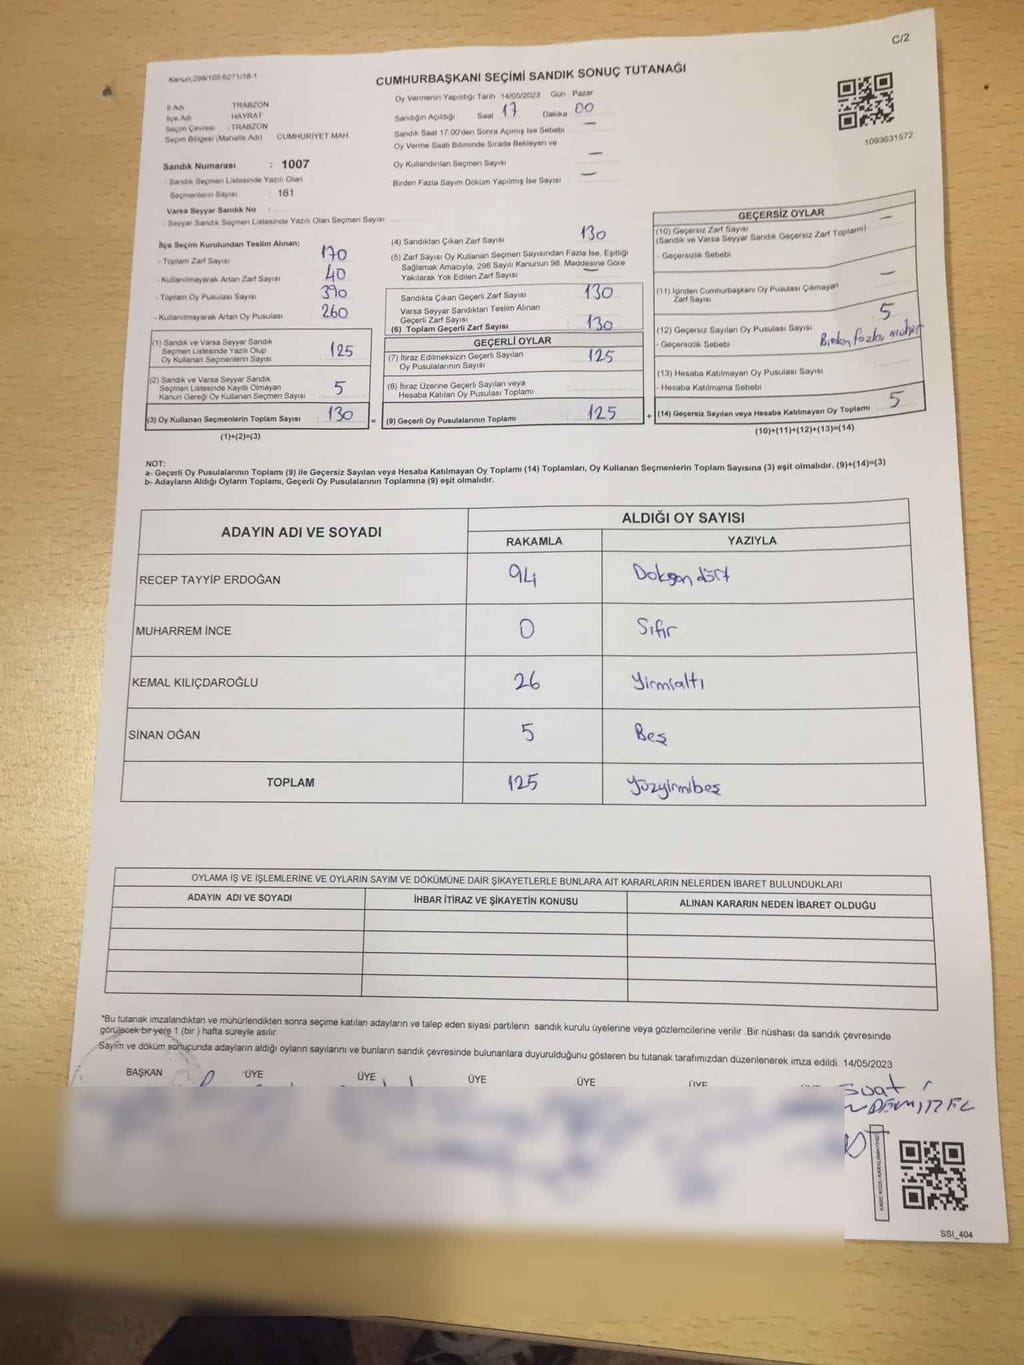 C/2
Kanun:298/105;6271/18-1
CUMHURBAŞKANI SEÇİMİ SANDIK SONUÇ TUTANAĞI
İl Adı : TRABZON
İlçe Adı HAYRAT
Seçim Çevresi : TRABZON
Seçim Bölgesi (Mahalle Adı) CUMHURİYET MAH
Sandık Numarası : 1007
- Sandık Seçmen Listesinde Yazılı Olan
Seçmenlerin Sayısı : 161
Varsa Seyyar Sandık No :
- Seyyar Sandık Seçmen Listesinde Yazılı Olan Seçmen Sayısı
Oy Vermenin Yapıldığı Tarih 14/05/2023 Gün : Pazar
Sandığın Açıldığı Saat 17 Dakika 00
Sandık Saat 17:00'den Sonra Açımış İse Sebebi —
Oy Verme Saati Bitiminde Sırada Bekleyen ve
Oy Kullandırılan Seçmen Sayısı —
Birden Fazla Sayım Döküm Yapılmış İse Sayısı —
1093631572
İlçe Seçim Kurulundan Teslim Alınan;
- Toplam Zarf Sayısı 170
- Kullanılmayarak Artan Zarf Sayısı 40
- Toplam Oy Pusulası Sayısı 390
- Kullanılmayarak Artan Oy Pusulası 260
(1) Sandık ve Varsa Seyyar Sandık
Seçmen Listesinde Yazılı Olup
Oy Kullanan Seçmenlerin Sayısı 125
(2) Sandık ve Varsa Seyyar Sandık
Seçmen Listesinde Kayıtlı Olmayan
Kanun Gereği Oy Kullanan Seçmen Sayısı 5
(3) Oy Kullanan Seçmenlerin Toplam Sayısı 130 =
(1)+(2)=(3)
(4) Sandıktan Çıkan Zarf Sayısı 130
(5) Zarf Sayısı Oy Kullanan Seçmen Sayısından Fazla İse, Eşitliği
Sağlamak Amacıyla, 298 Sayılı Kanunun 98. Maddesine Göre
Yakılarak Yok Edilen Zarf Sayısı —
Sandıkta Çıkan Geçerli Zarf Sayısı 130
Varsa Seyyar Sandıktan Teslim Alınan
Geçerli Zarf Sayısı
(6) Toplam Geçerli Zarf Sayısı 130
GEÇERLİ OYLAR
(7) İtiraz Edilmeksizin Geçerli Sayılan
Oy Pusulalarının Sayısı 125
(8) İtiraz Üzerine Geçerli Sayılan veya
Hesaba Katılan Oy Pusulası Toplamı
(9) Geçerli Oy Pusulalarının Toplamı 125 +
GEÇERSİZ OYLAR
(10) Geçersiz Zarf Sayısı —
(Sandık ve Varsa Seyyar Sandık Geçersiz Zarf Toplamı)
- Geçersizlik Sebebi
(11) İçinden Cumhurbaşkanı Oy Pusulası Çıkmayan —
Zarf Sayısı
(12) Geçersiz Sayılan Oy Pusulası Sayısı 5
- Geçersizlik Sebebi Birden fazla mühür
(13) Hesaba Katılmayan Oy Pusulası Sayısı
- Hesaba Katılmama Sebebi
(14) Geçersiz Sayılan veya Hesaba Katılmayan Oy Toplamı 5
(10)+(11)+(12)+(13)=(14)
NOT:
a- Geçerli Oy Pusulalarının Toplamı (9) ile Geçersiz Sayılan veya Hesaba Katılmayan Oy Toplamı (14) Toplamları, Oy Kullanan Seçmenlerin Toplam Sayısına (3) eşit olmalıdır. (9)+(14)=(3)
b- Adayların Aldığı Oyların Toplamı, Geçerli Oy Pusulalarının Toplamına (9) eşit olmalıdır.
ADAYIN ADI VE SOYADI
ALDIĞI OY SAYISI
RAKAMLA YAZIYLA
RECEP TAYYİP ERDOĞAN 94 Doksan dört
MUHARREM İNCE 0 Sıfır
KEMAL KILIÇDAROĞLU 26 Yirmialtı
SİNAN OĞAN 5 Beş
TOPLAM 125 Yüzyirmibeş
OYLAMA İŞ VE İŞLEMLERİNE VE OYLARIN SAYIM VE DÖKÜMÜNE DAİR ŞİKAYETLERLE BUNLARA AİT KARARLARIN NELERDEN İBARET BULUNDUKLARI
ADAYIN ADI VE SOYADI İHBAR İTİRAZ VE ŞİKAYETİN KONUSU ALINAN KARARIN NEDEN İBARET OLDUĞU
*Bu tutanak imzalandıktan ve mühürlendikten sonra seçime katılan adayların ve talep eden siyasi partilerin sandık kurulu üyelerine veya gözlemcilerine verilir .Bir nüshası da sandık çevresinde
görülecek bir yere 1 (bir ) hafta süreyle asılır.
Sayım ve döküm sonuçunda adayların aldığı oyların sayılarını ve bunların sandık çevresinde bulunanlara duyurulduğunu gösteren bu tutanak tarafımızdan düzenlenerek imza edildi. 14/05/2023
BAŞKAN ÜYE ÜYE ÜYE ÜYE ÜYE
Suat
DEMİREL
SSI_404